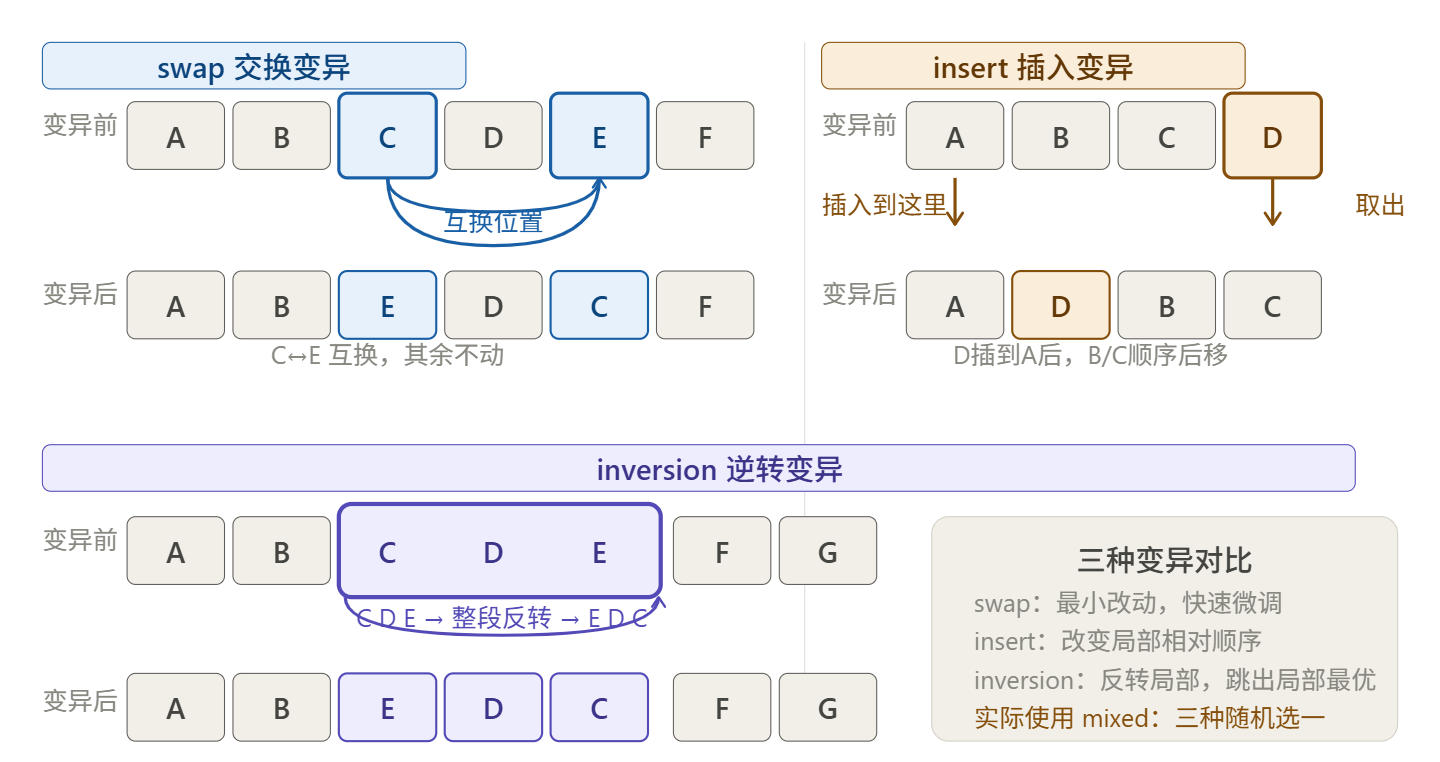 swap 交换变异
变异前 A B C D E F
互换位置
变异后 A B E D C F
C↔E 互换，其余不动
insert 插入变异
变异前 A B C D
插入到这里 取出
变异后 A D B C
D插到A后，B/C顺序后移
inversion 逆转变异
变异前 A B C D E F G
C D E → 整段反转 → E D C
变异后 A B E D C F G
三种变异对比
swap：最小改动，快速微调
insert：改变局部相对顺序
inversion：反转局部，跳出局部最优
实际使用 mixed：三种随机选一